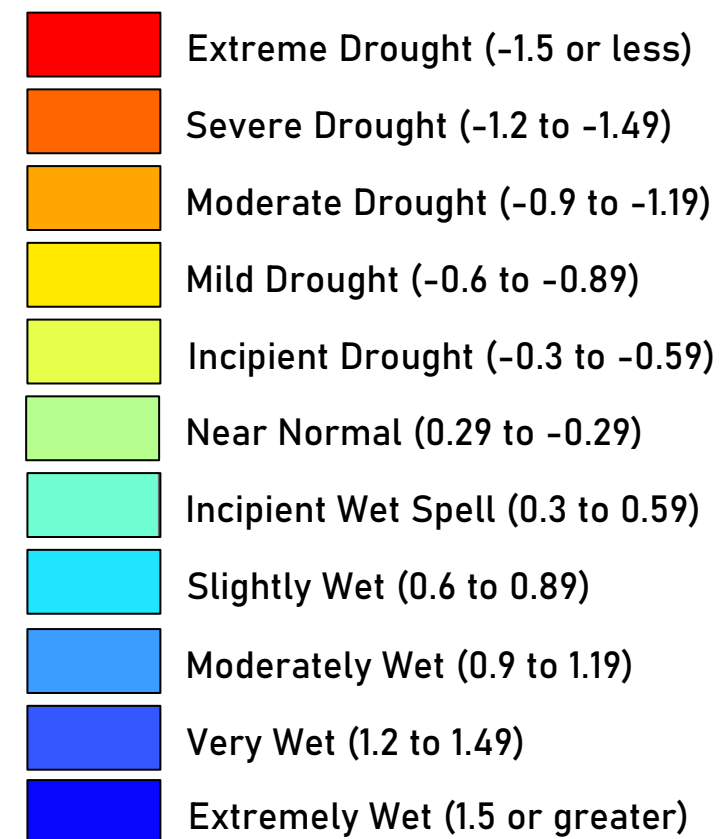 Extreme Drought (-1.5 or less)
Severe Drought (-1.2 to -1.49)
Moderate Drought (-0.9 to -1.19)
Mild Drought (-0.6 to -0.89)
Incipient Drought (-0.3 to -0.59)
Near Normal (0.29 to -0.29)
Incipient Wet Spell (0.3 to 0.59)
Slightly Wet (0.6 to 0.89)
Moderately Wet (0.9 to 1.19)
Very Wet (1.2 to 1.49)
Extremely Wet (1.5 or greater)